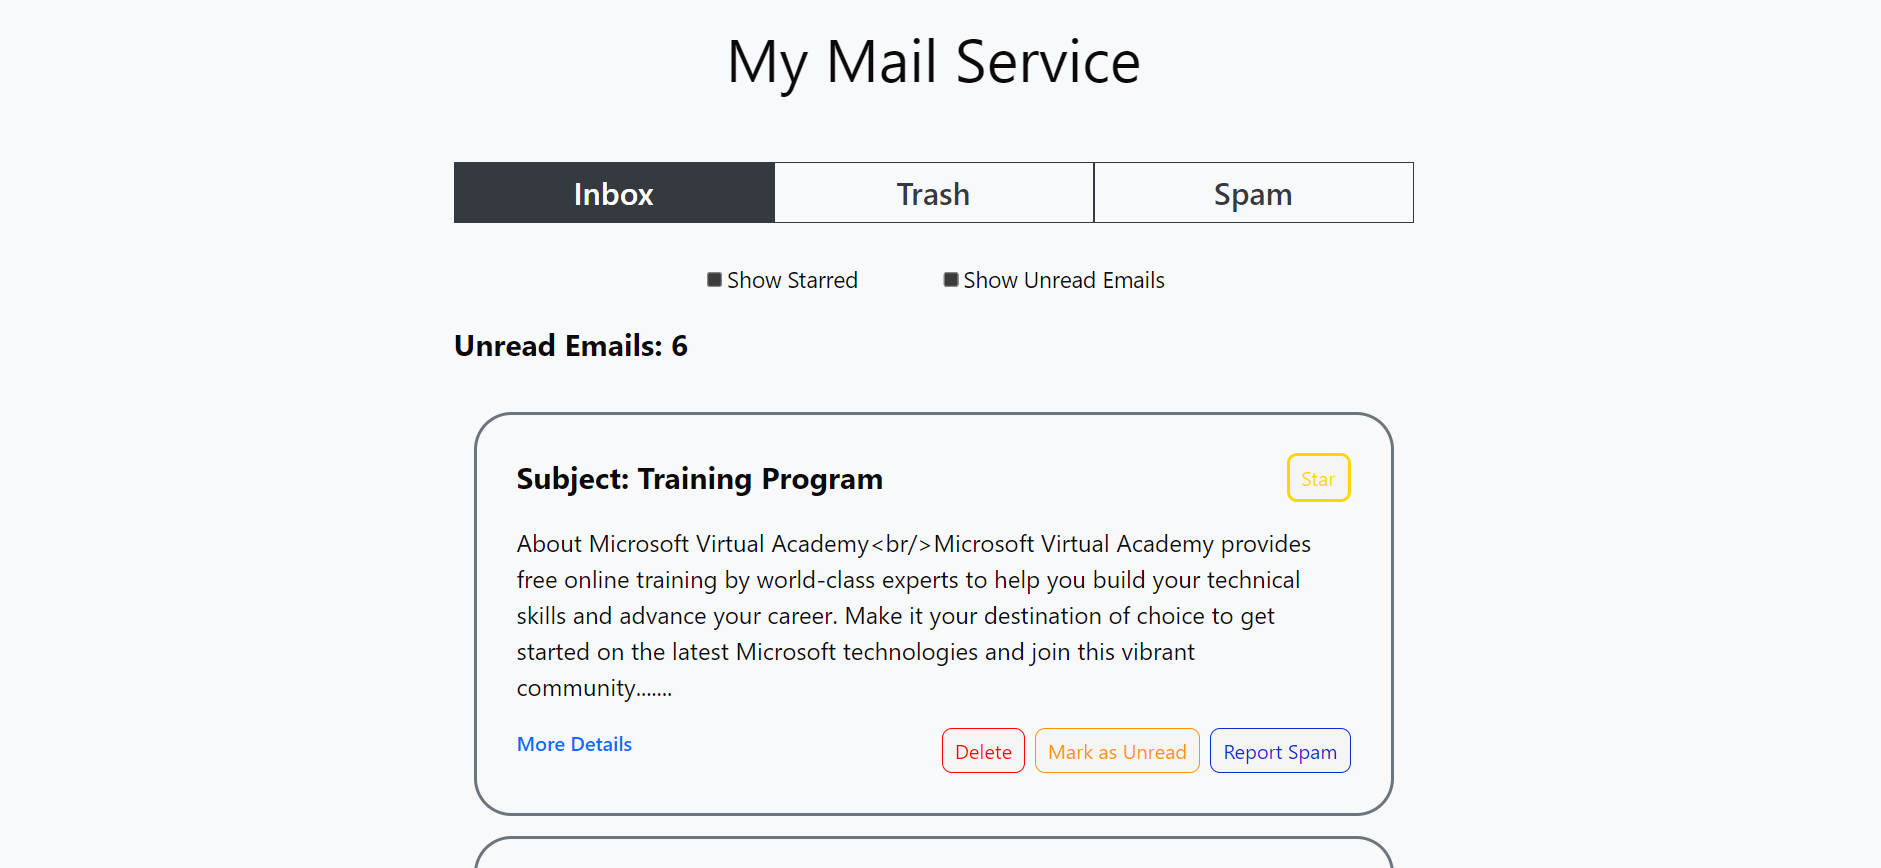 My Mail Service
Inbox Trash Spam
Show Starred Show Unread Emails
Unread Emails: 6
Subject: Training Program
Star
About Microsoft Virtual Academy<br/>Microsoft Virtual Academy provides
free online training by world-class experts to help you build your technical
skills and advance your career. Make it your destination of choice to get
started on the latest Microsoft technologies and join this vibrant
community.......
More Details Delete Mark as Unread Report Spam